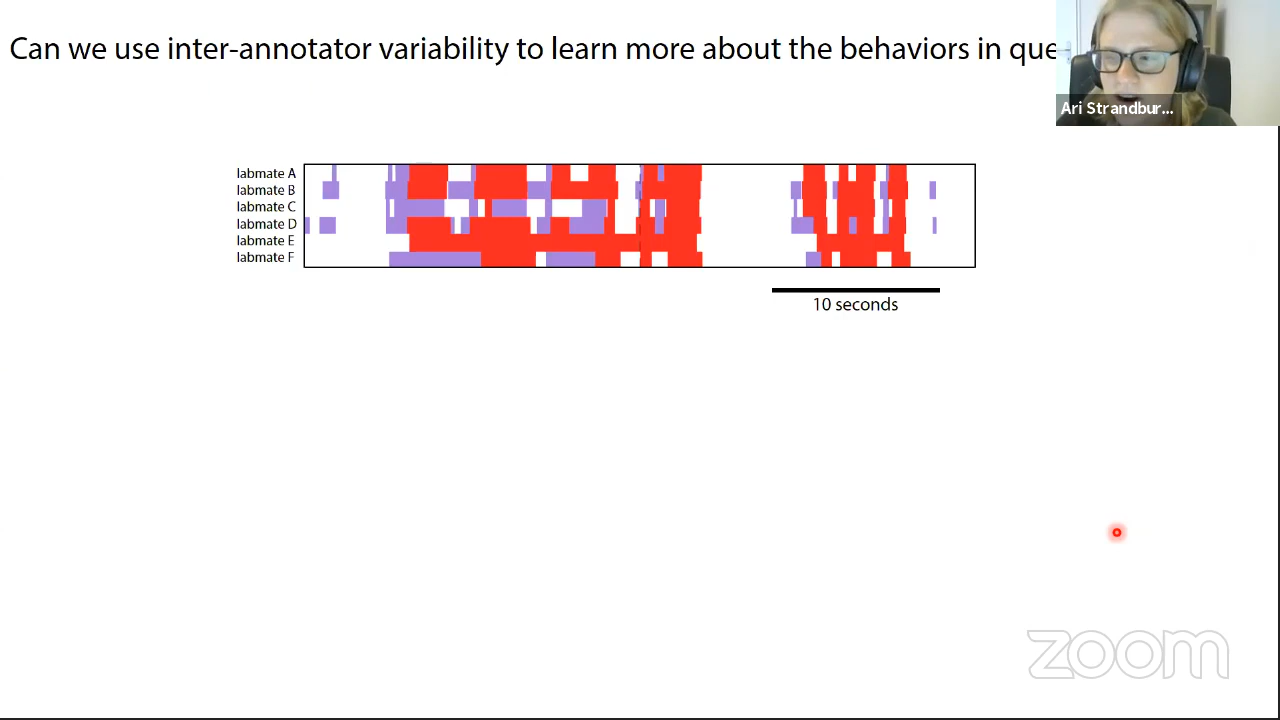 Can we use inter-annotator variability to learn more about the behaviors in que
Ari Strandbur...
labmate A
labmate B
labmate C
labmate D
labmate E
labmate F
10 seconds
zoom